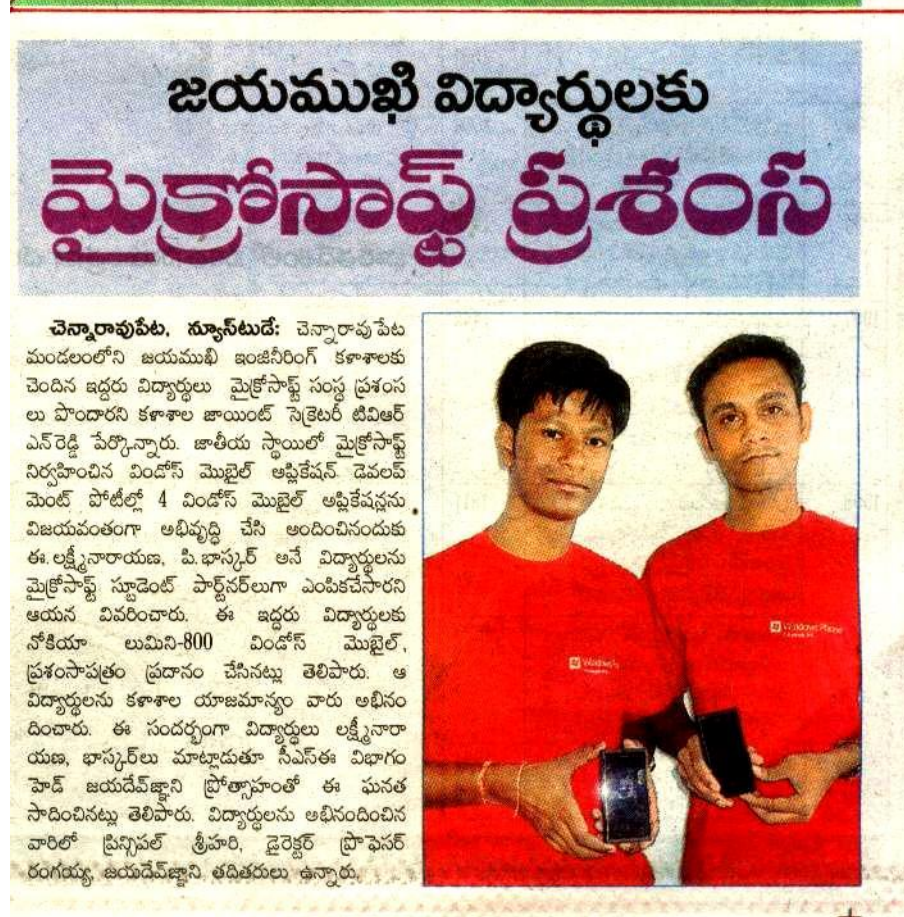 జయముఖి విద్యార్థులకు
మైక్రోసాఫ్ట్ ప్రశంస
చెన్నారావుపేట, న్యూస్‌టుడే: చెన్నారావుపేట
మండలంలోని జయముఖి ఇంజినీరింగ్ కళాశాలకు
చెందిన ఇద్దరు విద్యార్థులు మైక్రోసాఫ్ట్ సంస్థ ప్రశంస
లు పొందారని కళాశాల జాయింట్ సెక్రెటరీ టివిఆర్
ఎన్‌రెడ్డి పేర్కొన్నారు. జాతీయ స్థాయిలో మైక్రోసాఫ్ట్
నిర్వహించిన విండోస్ మొబైల్ అప్లికేషన్ డెవలప్
మెంట్ పోటీల్లో 4 విండోస్ మొబైల్ అప్లికేషన్లను
విజయవంతంగా అభివృద్ధి చేసి అందించినందుకు
ఈ.లక్ష్మీనారాయణ, పి.భాస్కర్ అనే విద్యార్థులను
మైక్రోసాఫ్ట్ స్టూడెంట్ పార్ట్‌నర్‌లుగా ఎంపికచేసారని
ఆయన వివరించారు. ఈ ఇద్దరు విద్యార్థులకు
నోకియా లుమిని-800 విండోస్ మొబైల్,
ప్రశంసాపత్రం ప్రదానం చేసినట్లు తెలిపారు. ఆ
విద్యార్థులను కళాశాల యాజమాన్యం వారు అభినం
దించారు. ఈ సందర్భంగా విద్యార్థులు లక్ష్మీనారా
యణ, భాస్కర్‌లు మాట్లాడుతూ సీఎస్ఈ విభాగం
హెడ్ జయదేవ్‌జ్ఞాని ప్రోత్సాహంతో ఈ ఘనత
సాదించినట్లు తెలిపారు. విద్యార్థులను అభినందించిన
వారిలో ప్రిన్సిపల్ శ్రీహరి, డైరెక్టర్ ప్రొఫెసర్
రంగయ్య, జయదేవ్‌జ్ఞాని తదితరులు ఉన్నారు.
Windows Phone